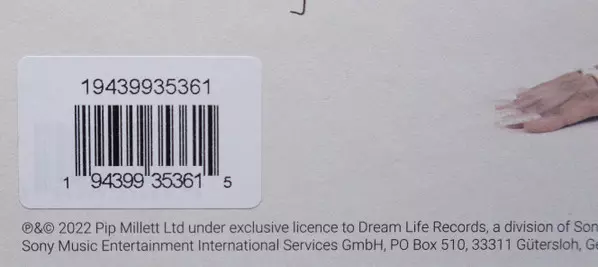 19439935361
1 94399 35361 5
℗&© 2022 Pip Millett Ltd under exclusive licence to Dream Life Records, a division of
Sony Music Entertainment International Services GmbH, PO Box 510, 33311 Gütersloh,